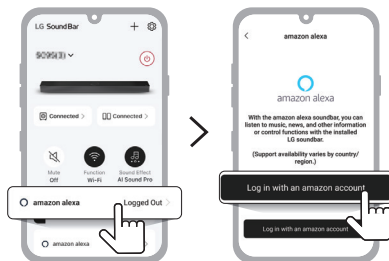 LG SoundBar
Connected >
Connected >
Mute
Off
Function
Wi-Fi
Sound Effect
AI Sound Pro
amazon alexa
Logged Out >
amazon alexa
amazon alexa
amazon alexa
With the amazon alexa soundbar, you can
listen to music, news, and other information
or control functions with the installed
LG soundbar.
(Support availability varies by country/
region.)
Log in with an amazon account
Log in with an amazon account